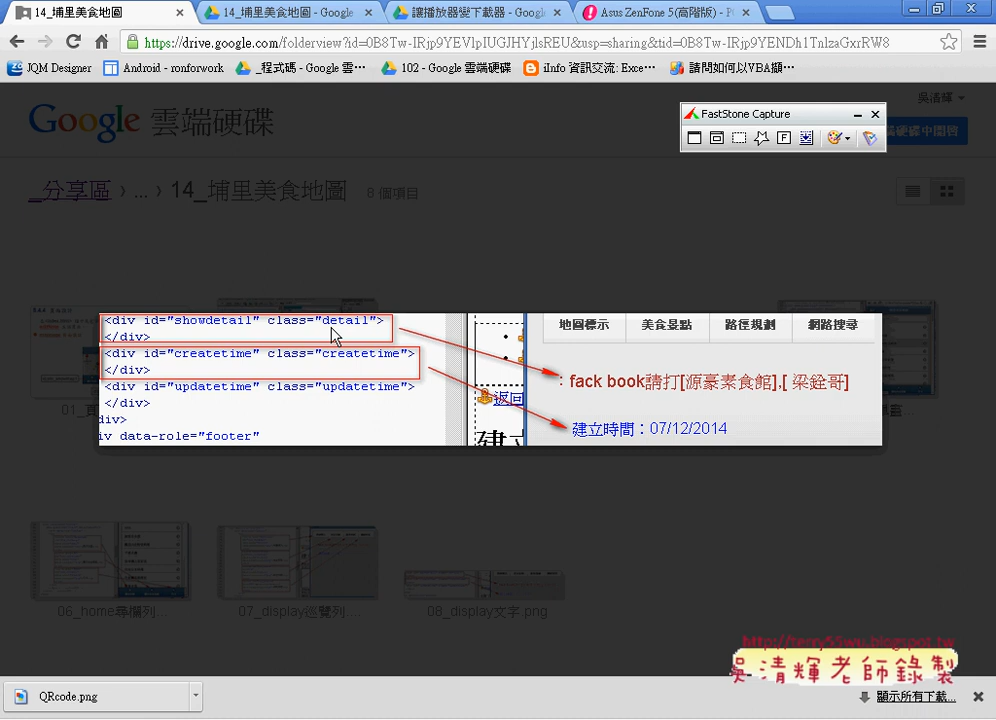 14_埔里美食地圖
14_埔里美食地圖 - Google
讓播放器變下載器 - Googl
Asus ZenFone 5(高階版) - P
https://drive.google.com/folderview?id=0B8Tw-IRjp9YEVlpIUGJHYjlsREU&usp=sharing&tid=0B8Tw-IRjp9YENDh1TnlzaGxrRW8
JQM Designer
Android - ronforwork
_程式碼 - Google 雲…
102 - Google 雲端硬碟
iInfo 資訊交流: Exce…
請問如何以VBA擷…
Google 雲端硬碟
吳清輝
FastStone Capture
硬碟中開啟
_分享區 › ... › 14_埔里美食地圖 8 個項目
<div id="showdetail" class="detail">
</div>
<div id="createtime" class="createtime">
</div>
<div id="updatetime" class="updatetime">
</div>
div>
iv data-role="footer"
返回
建立
地圖標示
美食景點
路徑規劃
網路搜尋
: fack book請打[源豪素食館],[ 梁銓哥]
建立時間：07/12/2014
06_home尋欄列...
07_display巡覽列....
08_display文字.png
http://terry55wu.blogspot.tw
吳清輝老師錄製
QRcode.png
顯示所有下載...